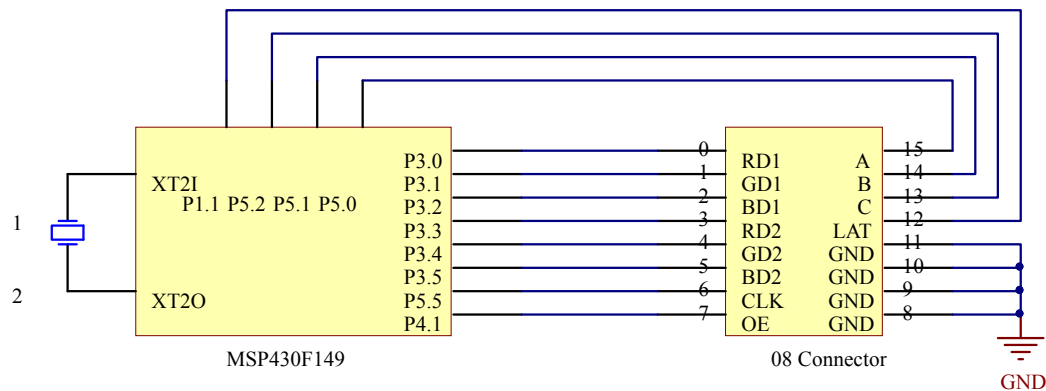 0
RD1
A
15
1
GD1
B
14
2
BD1
C
13
3
RD2
LAT
12
4
GD2
GND
11
5
BD2
GND
10
6
CLK
GND
9
7
OE
GND
8
XT2I
P1.1 P5.2 P5.1 P5.0
XT2O
P3.0
P3.1
P3.2
P3.3
P3.4
P3.5
P5.5
P4.1
1
2
MSP430F149
08 Connector
GND